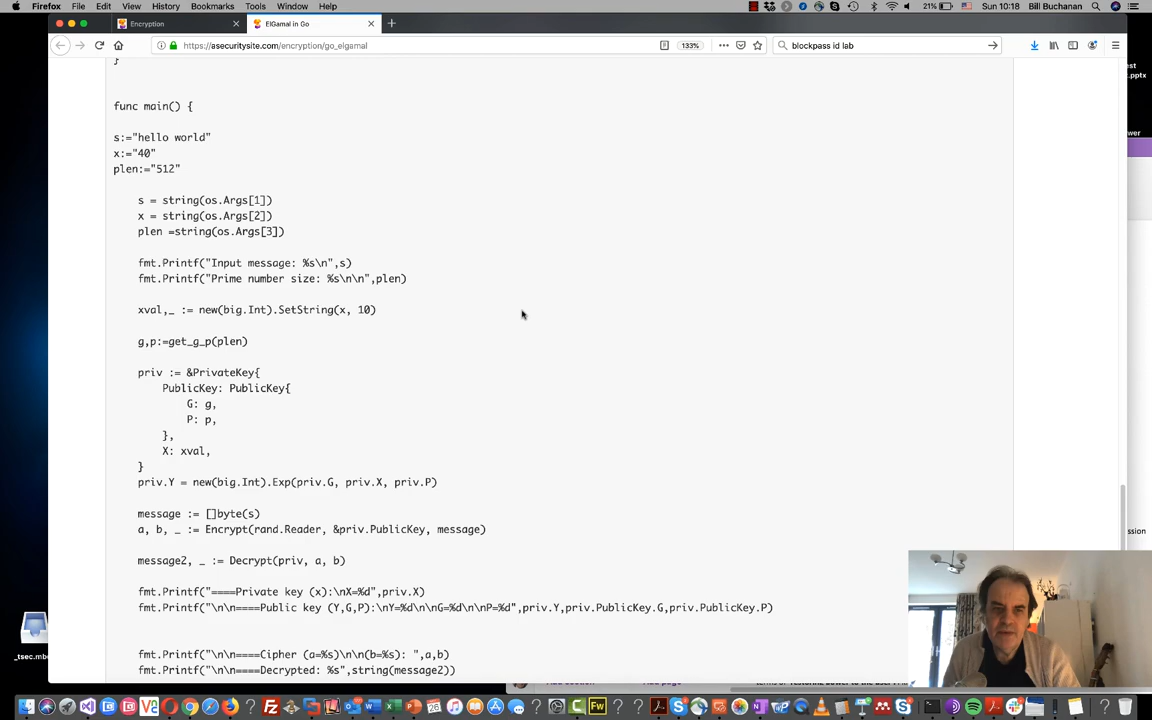 Firefox File Edit View History Bookmarks Tools Window Help 21% Sun 10:18 Bill Buchanan
Encryption
ElGamal in Go
https://asecuritysite.com/encryption/go_elgamal
133%
blockpass id lab
}
func main() {
s:="hello world"
x:="40"
plen:="512"
s = string(os.Args[1])
x = string(os.Args[2])
plen =string(os.Args[3])
fmt.Printf("Input message: %s\n",s)
fmt.Printf("Prime number size: %s\n\n",plen)
xval,_ := new(big.Int).SetString(x, 10)
g,p:=get_g_p(plen)
priv := &PrivateKey{
PublicKey: PublicKey{
G: g,
P: p,
},
X: xval,
}
priv.Y = new(big.Int).Exp(priv.G, priv.X, priv.P)
message := []byte(s)
a, b, _ := Encrypt(rand.Reader, &priv.PublicKey, message)
message2, _ := Decrypt(priv, a, b)
fmt.Printf("====Private key (x):\nX=%d",priv.X)
fmt.Printf("\n\n====Public key (Y,G,P):\nY=%d\n\nG=%d\n\nP=%d",priv.Y,priv.PublicKey.G,priv.PublicKey.P)
fmt.Printf("\n\n====Cipher (a=%s)\n\n(b=%s): ",a,b)
fmt.Printf("\n\n====Decrypted: %s",string(message2))